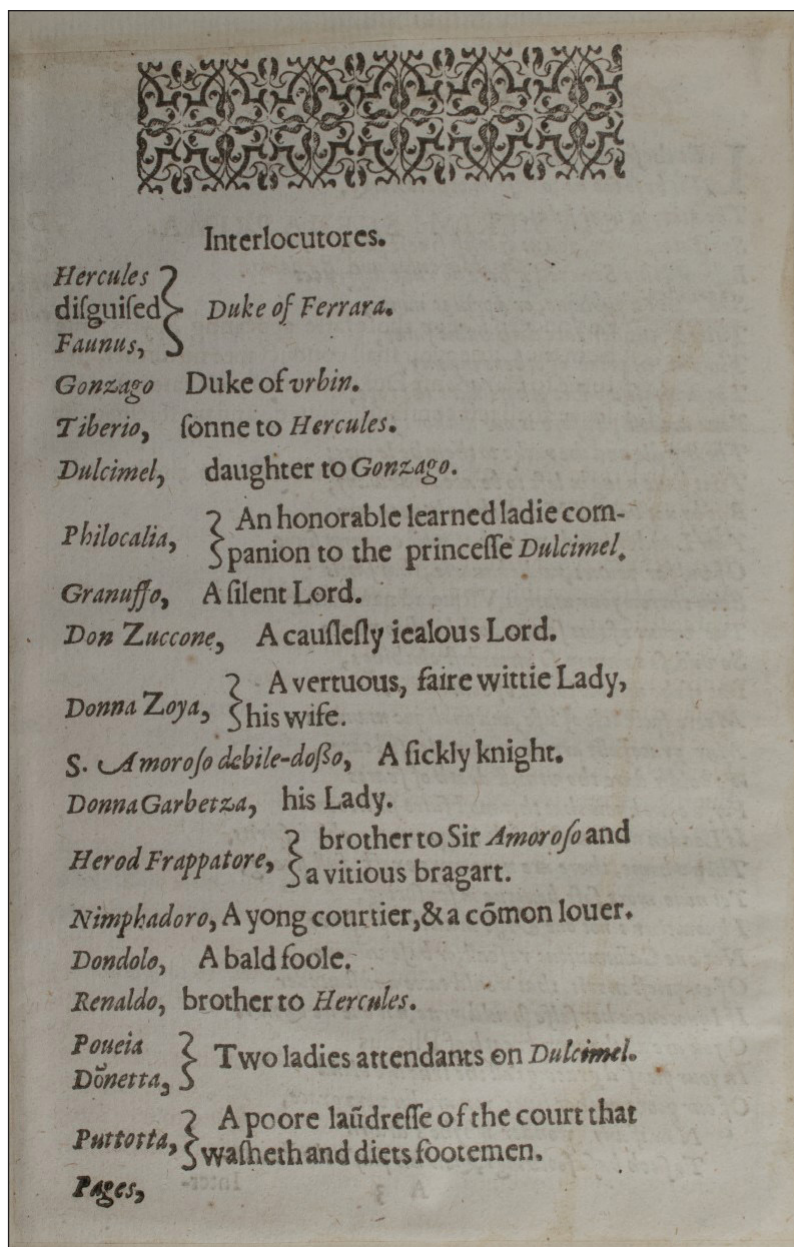 Interlocutores.
Hercules
diſguiſed Duke of Ferrara.
Faunus,
Gonzago Duke of vrbin.
Tiberio, ſonne to Hercules.
Dulcimel, daughter to Gonzago.
Philocalia, An honorable learned ladie com-
panion to the princeſſe Dulcimel.
Granuffo, A ſilent Lord.
Don Zuccone, A cauſleſly iealous Lord.
Donna Zoya, A vertuous, faire wittie Lady,
his wife.
S. Amoroſo debile-doſſo, A ſickly knight.
Donna Garbetza, his Lady.
Herod Frappatore, brother to Sir Amoroſo and
a vitious bragart.
Nimphadoro, A yong courtier, & a cōmon louer.
Dondolo, A bald foole.
Renaldo, brother to Hercules.
Poueia
Dōnetta, Two ladies attendants on Dulcimel.
Puttotta, A poore laūdreſſe of the court that
waſheth and diets footemen.
Pages,